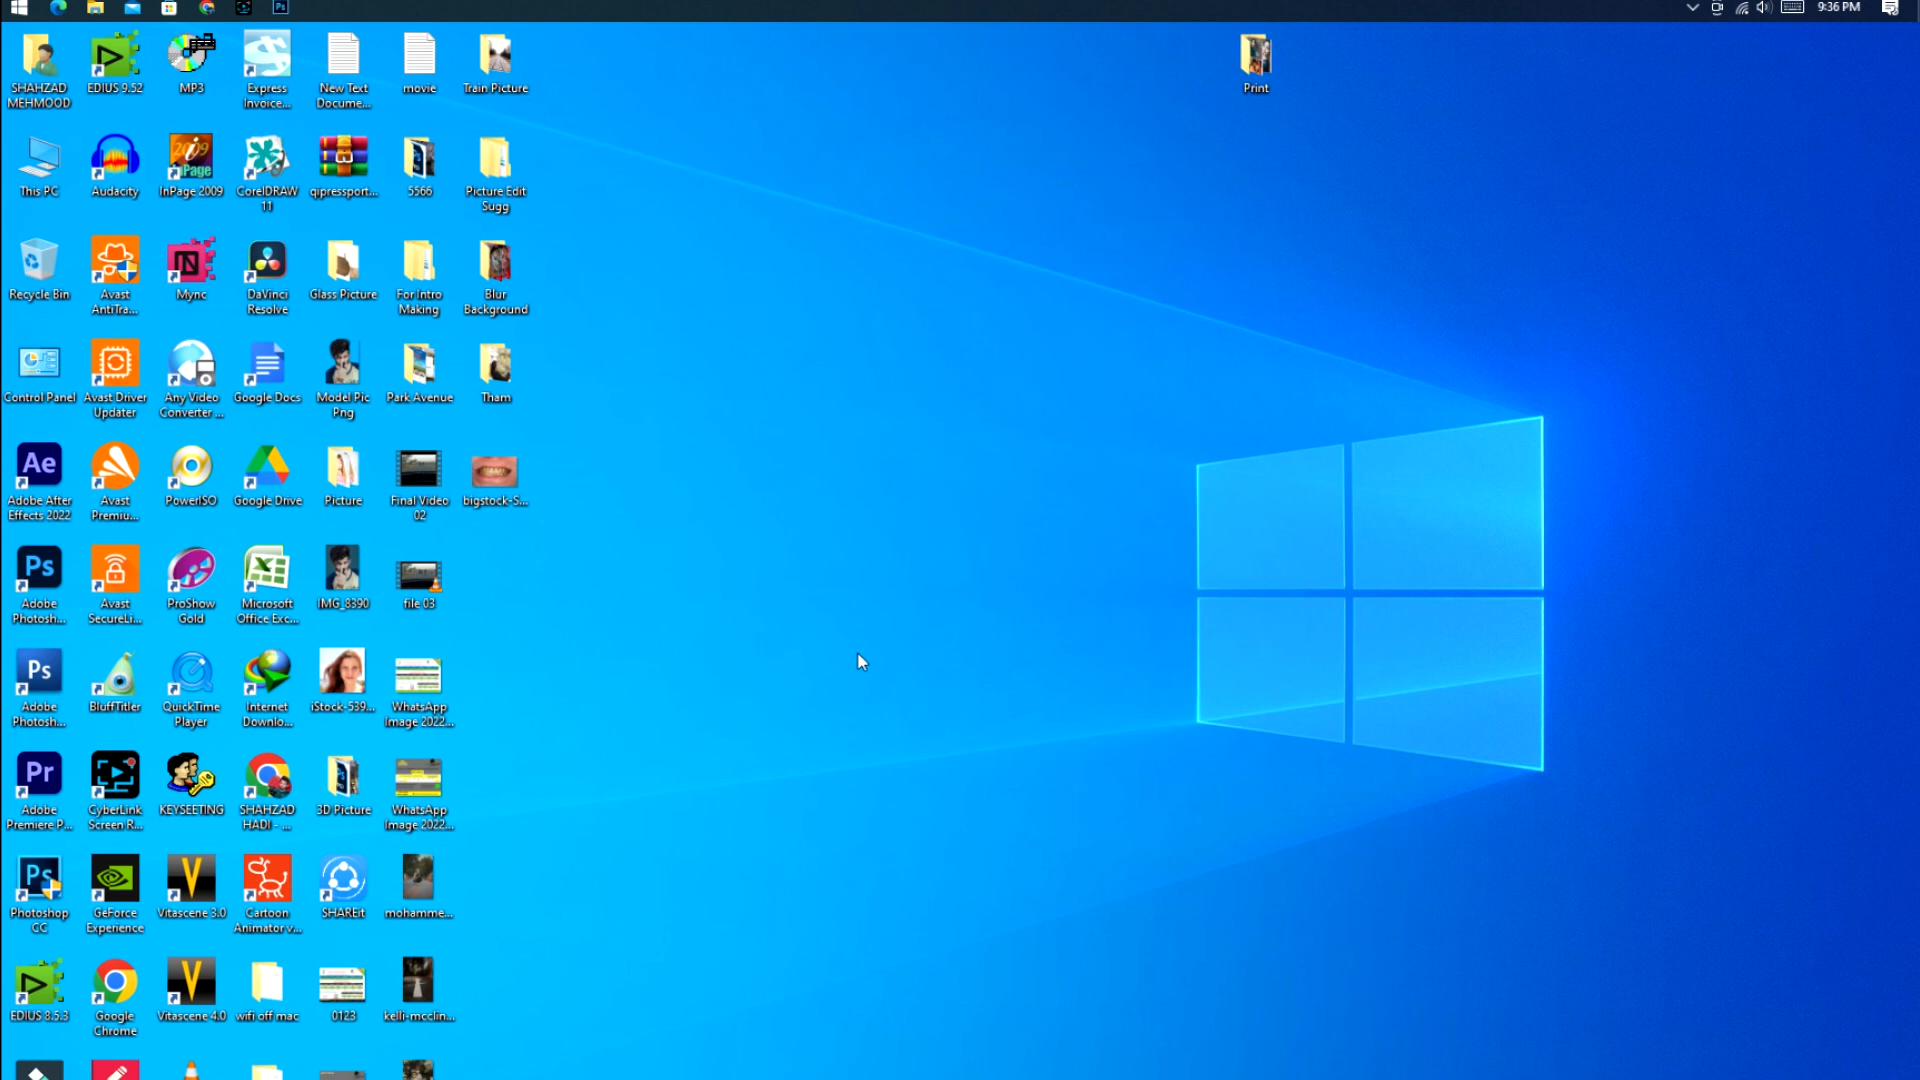 9:36 PM
SHAHZAD MEHMOOD
EDIUS 9.52
MP3
Express Invoice...
New Text Docume...
movie
Train Picture
Print
This PC
Audacity
InPage 2009
CorelDRAW 11
qipressport...
5566
Picture Edit Sugg
Recycle Bin
Avast AntiTra...
Mync
DaVinci Resolve
Glass Picture
For Intro Making
Blur Background
Control Panel
Avast Driver Updater
Any Video Converter ...
Google Docs
Model Pic Png
Park Avenue
Tham
Adobe After Effects 2022
Avast Premiu...
PowerISO
Google Drive
Picture
Final Video 02
bigstock-S...
Adobe Photosh...
Avast SecureLi...
ProShow Gold
Microsoft Office Exc...
IMG_8390
file 03
Adobe Photosh...
BluffTitler
QuickTime Player
Internet Downlo...
iStock-539...
WhatsApp Image 2022...
Adobe Premiere P...
CyberLink Screen R...
KEYSEETING
SHAHZAD HADI - ...
3D Picture
WhatsApp Image 2022...
Photoshop CC
GeForce Experience
Vitascene 3.0
Cartoon Animator v...
SHAREit
mohamme...
EDIUS 8.5.3
Google Chrome
Vitascene 4.0
wifi off mac
0123
kelli-mcclin...